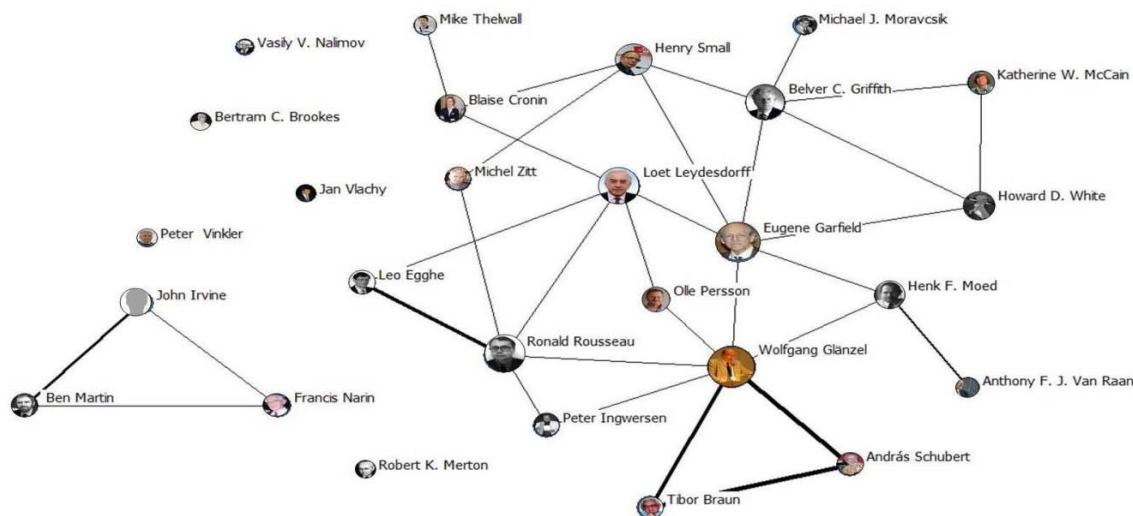 Mike Thelwall
Michael J. Moravcsik
Vasily V. Nalimov
Henry Small
Katherine W. McCain
Belver C. Griffith
Blaise Cronin
Bertram C. Brookes
Michel Zitt
Loet Leydesdorff
Jan Vlachy
Howard D. White
Eugene Garfield
Peter Vinkler
Leo Egghe
Henk F. Moed
Olle Persson
John Irvine
Ronald Rousseau
Wolfgang Glänzel
Anthony F. J. Van Raan
Ben Martin
Francis Narin
Peter Ingwersen
András Schubert
Robert K. Merton
Tibor Braun